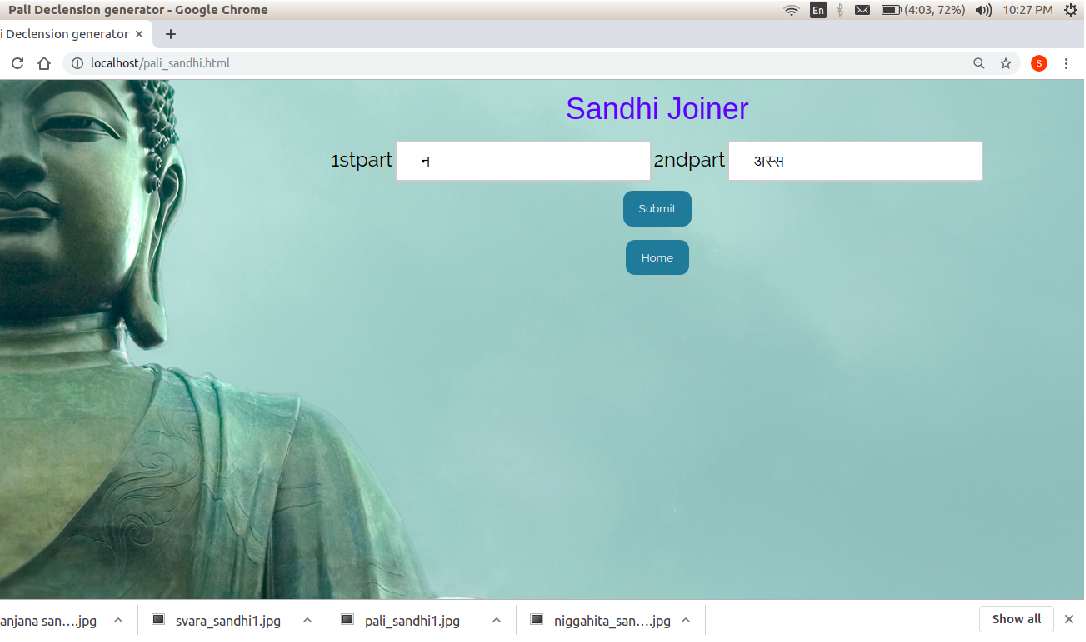 Pali Declension generator - Google Chrome En (4:03, 72%) 10:27 PM
i Declension generator × +
localhost/pali_sandhi.html S
Sandhi Joiner
1stpart न 2ndpart अस्स
Submit
Home
anjana san....jpg svara_sandhi1.jpg pali_sandhi1.jpg niggahita_san....jpg Show all ×